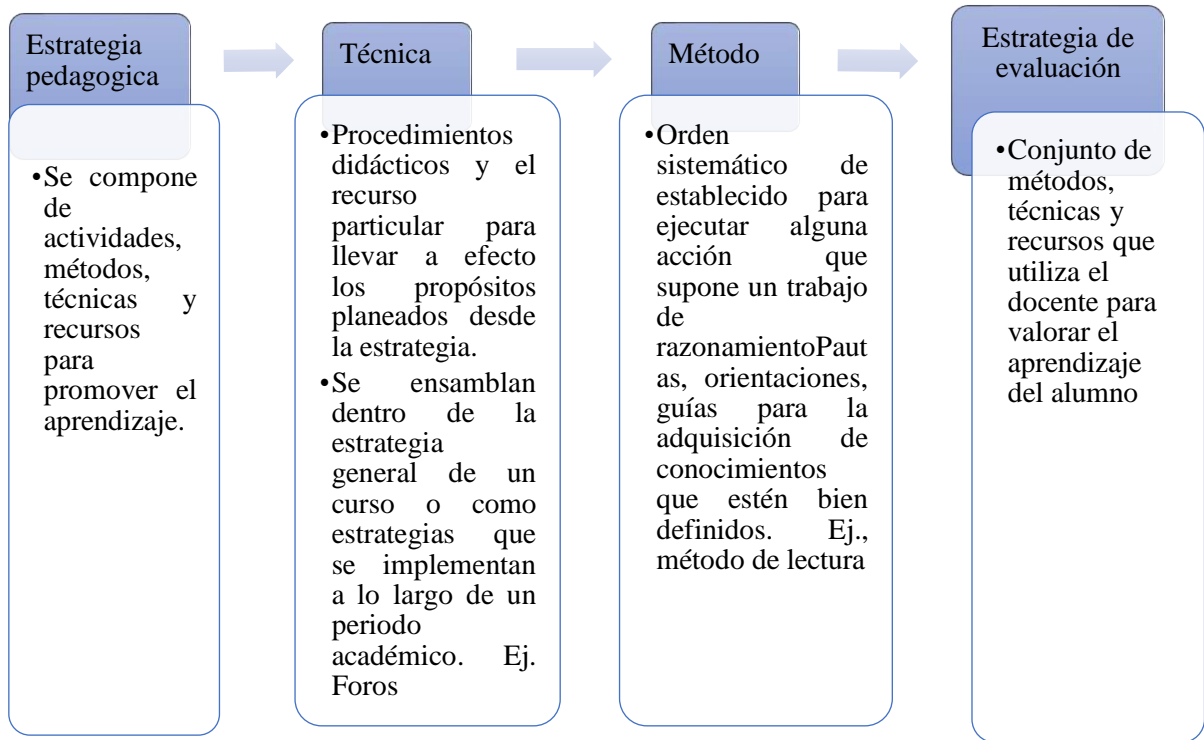 Estrategia
pedagogica
•Se compone
de
actividades,
métodos,
técnicas y
recursos
para
promover el
aprendizaje.
Técnica
•Procedimientos
didácticos y el
recurso
particular para
llevar a efecto
los propósitos
planeados desde
la estrategia.
•Se ensamblan
dentro de la
estrategia
general de un
curso o como
estrategias que
se implementan
a lo largo de un
periodo
académico. Ej.
Foros
Método
•Orden
sistemático de
establecido para
ejecutar alguna
acción que
supone un trabajo
de
razonamientoPaut
as, orientaciones,
guías para la
adquisición de
conocimientos
que estén bien
definidos. Ej.,
método de lectura
Estrategia de
evaluación
•Conjunto de
métodos,
técnicas y
recursos que
utiliza el
docente para
valorar el
aprendizaje
del alumno